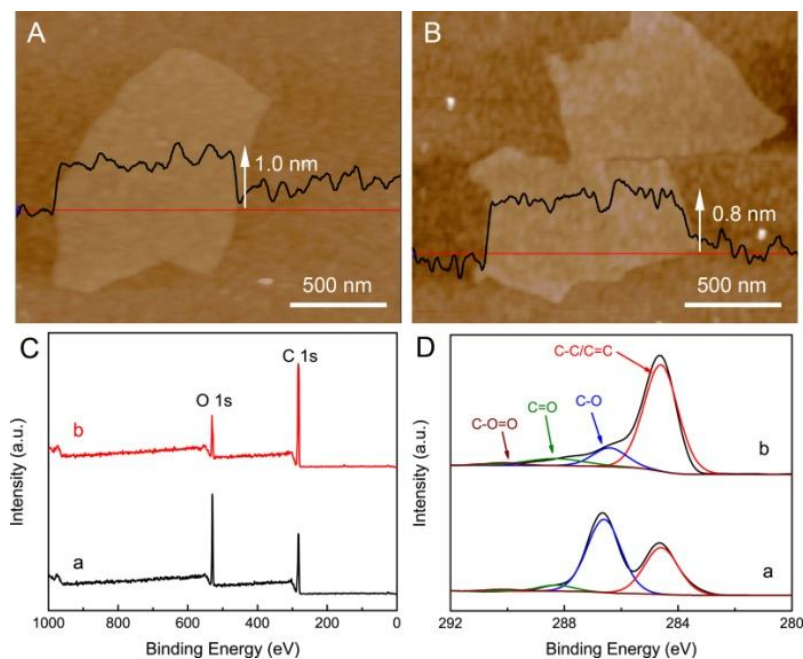 A
1.0 nm
500 nm
B
0.8 nm
500 nm
C
C 1s
O 1s
b
a
Intensity (a.u.)
1000 800 600 400 200 0
Binding Energy (eV)
D
C-C/C=C
C-O
C=O
C-O=O
b
a
Intensity (a.u.)
292 288 284 280
Binding Energy (eV)